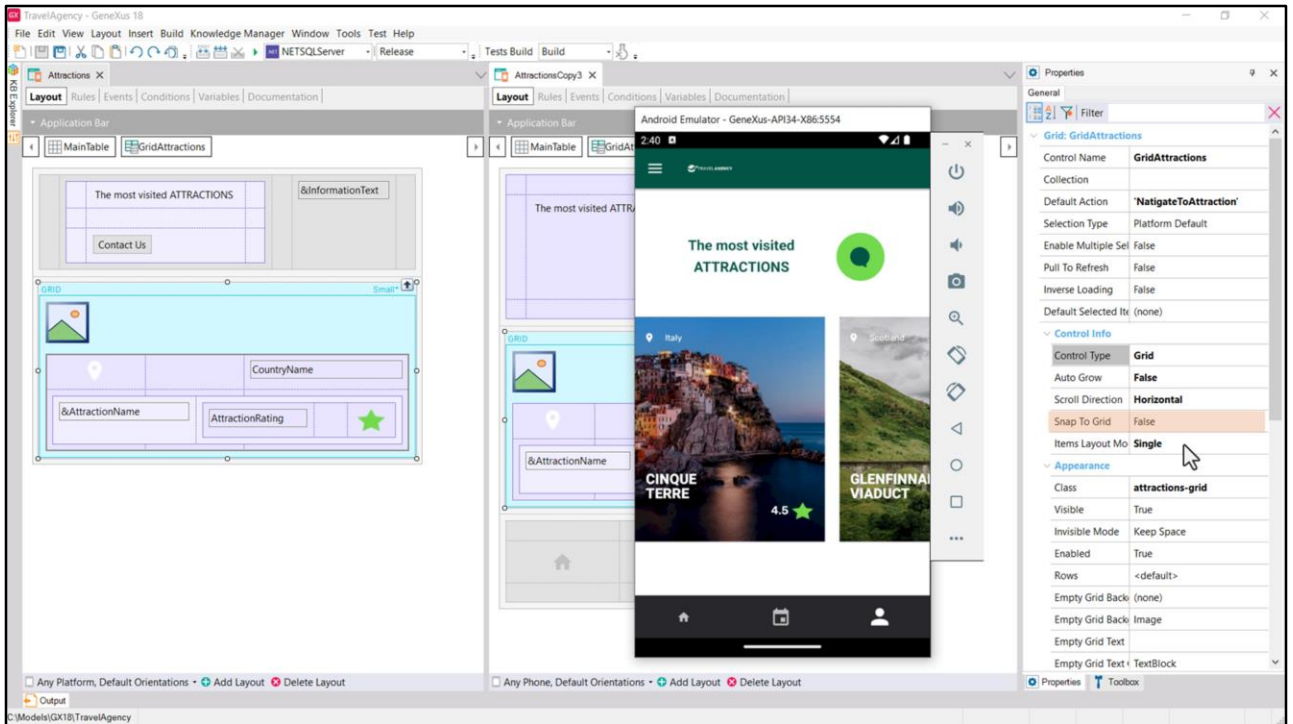 TravelAgency - GeneXus 18
File Edit View Layout Insert Build Knowledge Manager Window Tools Test Help
NETSQLServer Release Tests Build Build
KB Explorer
Attractions X
Layout Rules | Events | Conditions | Variables | Documentation |
Application Bar
MainTable GridAttractions
The most visited ATTRACTIONS
&InformationText
Contact Us
GRID Small*
CountryName
&AttractionName
AttractionRating
Any Platform, Default Orientations Add Layout Delete Layout
AttractionsCopy3 X
Layout Rules | Events | Conditions | Variables | Documentation |
Application Bar
MainTable GridAt
The most visited ATTR
GRID
&AttractionName
Any Phone, Default Orientations Add Layout Delete Layout
Android Emulator - GeneXus-API34-X86:5554
2:40
TRAVELAGENCY
The most visited
ATTRACTIONS
Italy
Scotland
CINQUE
TERRE
4.5
GLENFINNA
VIADUCT
Properties
General
Filter
Grid: GridAttractions
Control Name GridAttractions
Collection
Default Action 'NatigateToAttraction'
Selection Type Platform Default
Enable Multiple Sel False
Pull To Refresh False
Inverse Loading False
Default Selected Ite (none)
Control Info
Control Type Grid
Auto Grow False
Scroll Direction Horizontal
Snap To Grid False
Items Layout Mo Single
Appearance
Class attractions-grid
Visible True
Invisible Mode Keep Space
Enabled True
Rows <default>
Empty Grid Back (none)
Empty Grid Back Image
Empty Grid Text
Empty Grid Text TextBlock
Properties Toolbox
Output
C:\Models\GX18\TravelAgency